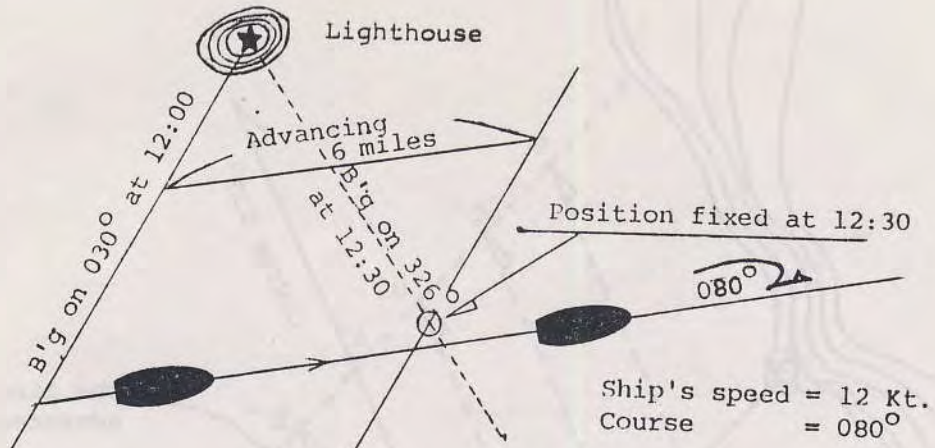 Lighthouse
B'g on 030° at 12:00
Advancing
6 miles
B'g on 326°
at 12:30
Position fixed at 12:30
080°
Ship's speed = 12 Kt.
Course = 080°